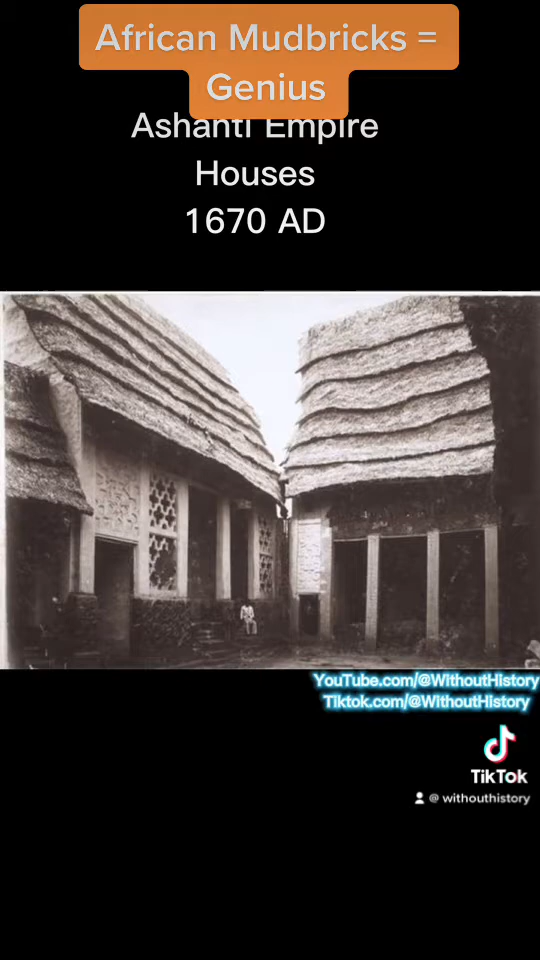 African Mudbricks =
Genius
Ashanti Empire
Houses
1670 AD
YouTube.com/@WithoutHistory
Tiktok.com/@WithoutHistory
TikTok
@ withouthistory